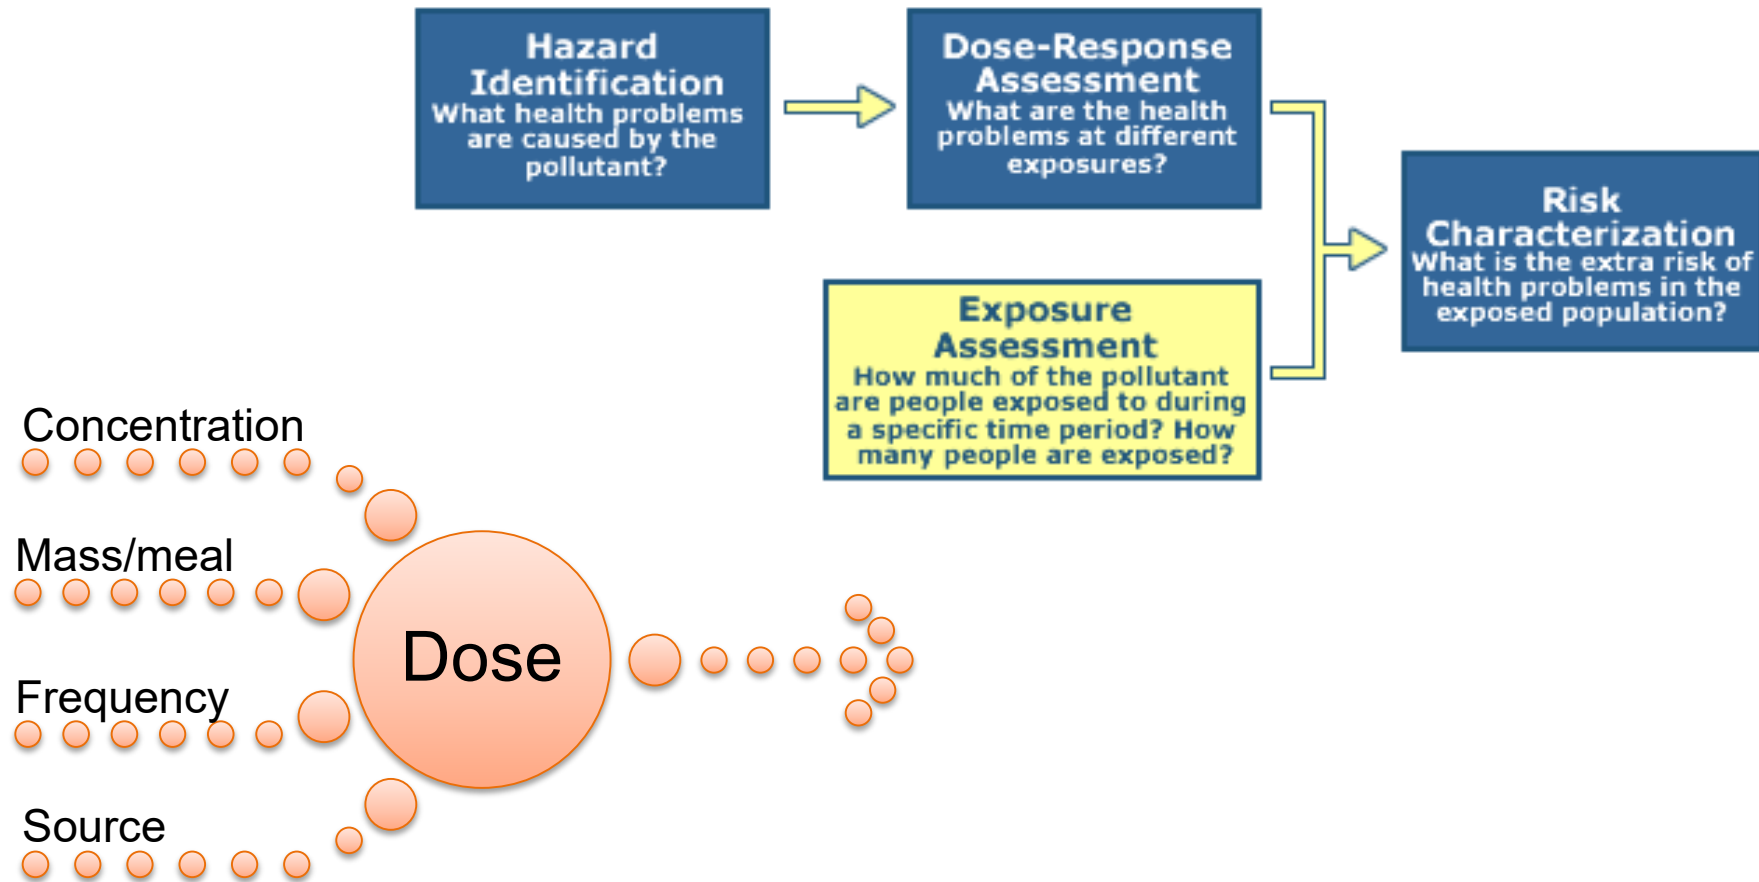 Hazard
Identification
What health problems
are caused by the
pollutant?
Dose-Response
Assessment
What are the health
problems at different
exposures?
Risk
Characterization
What is the extra risk of
health problems in the
exposed population?
Exposure
Assessment
How much of the pollutant
are people exposed to during
a specific time period? How
many people are exposed?
Concentration
Mass/meal
Frequency
Source
Dose